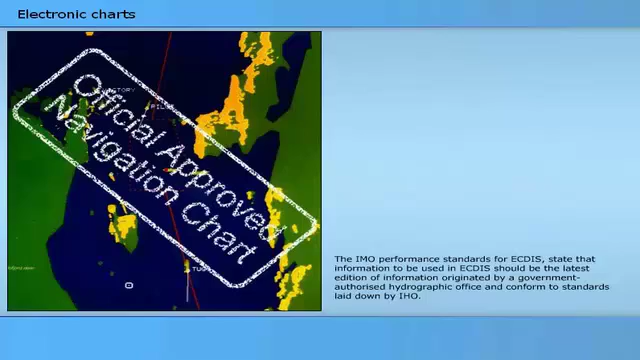 Electronic charts
Official Approved
Navigation Chart
TUG
The IMO performance standards for ECDIS, state that
information to be used in ECDIS should be the latest
edition of information originated by a government-
authorised hydrographic office and conform to standards
laid down by IHO.